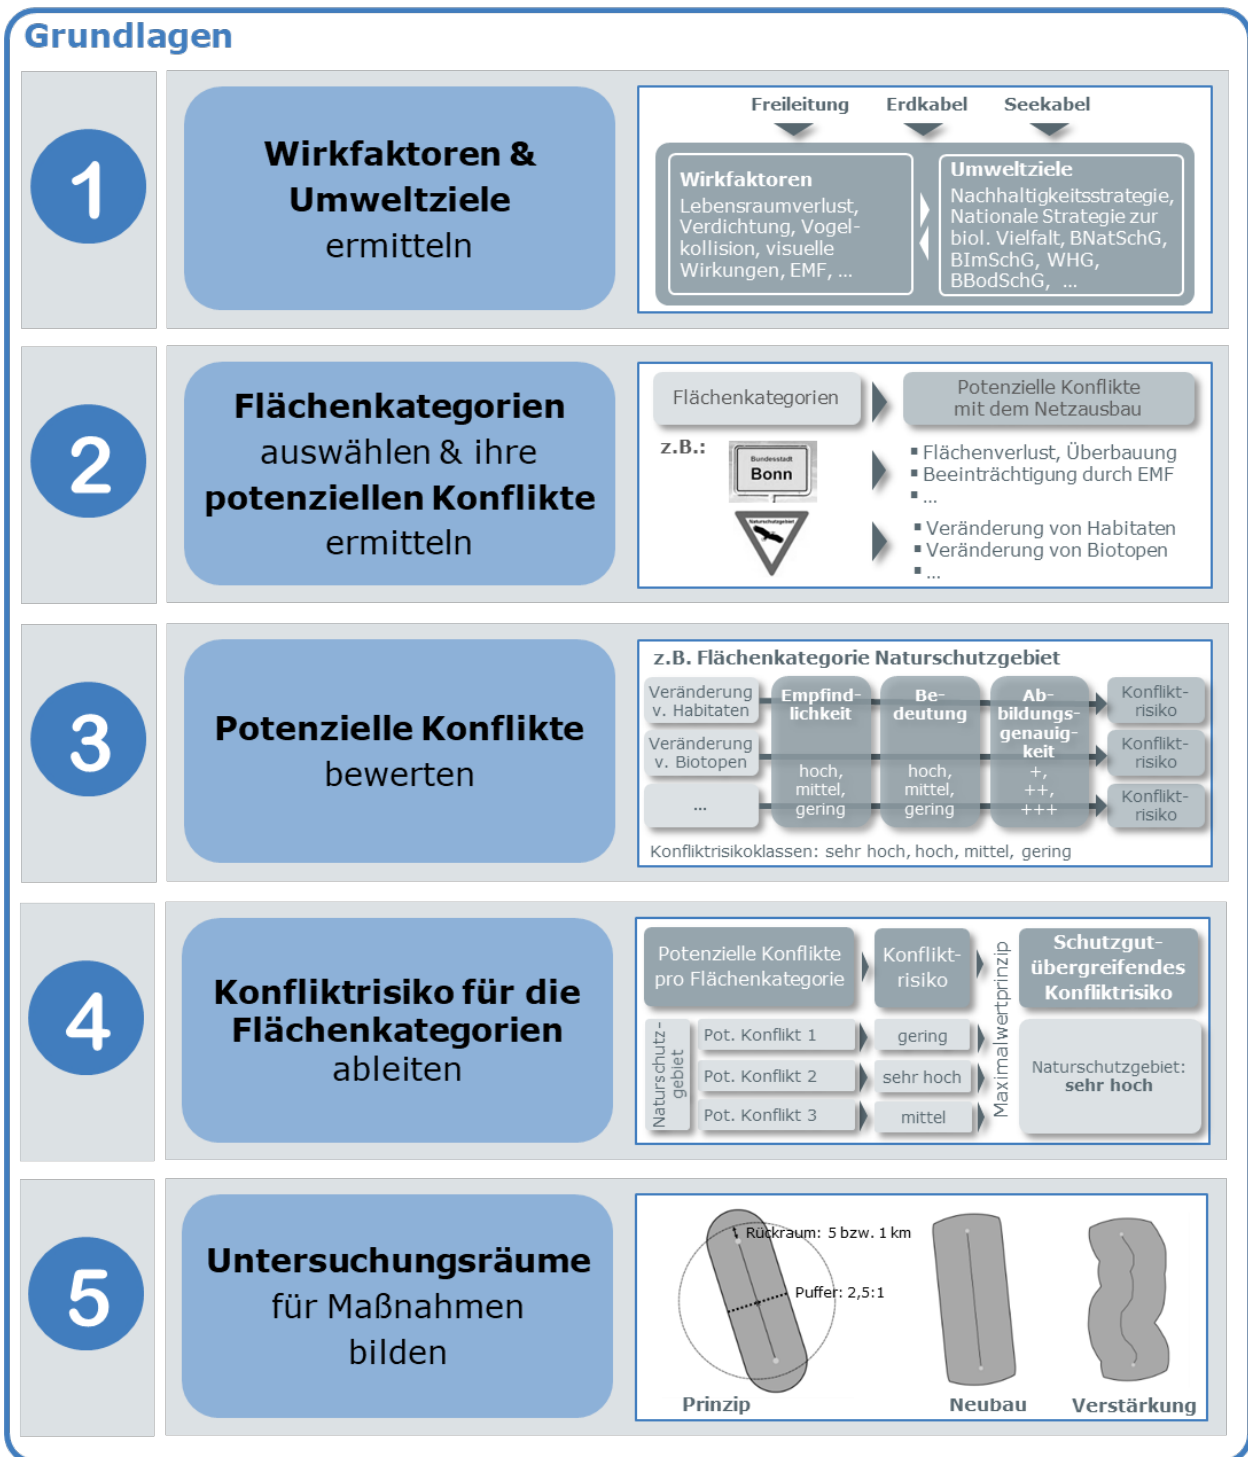 Grundlagen
1
Wirkfaktoren &
Umweltziele
ermitteln
Freileitung Erdkabel Seekabel
Wirkfaktoren
Lebensraumverlust,
Verdichtung, Vogel-
kollision, visuelle
Wirkungen, EMF, ...
Umweltziele
Nachhaltigkeitsstrategie,
Nationale Strategie zur
biol. Vielfalt, BNatSchG,
BImSchG, WHG,
BBodSchG, ...
2
Flächenkategorien
auswählen & ihre
potenziellen Konflikte
ermitteln
Flächenkategorien
Potenzielle Konflikte
mit dem Netzausbau
z.B.:
Bundesstadt
Bonn
▪ Flächenverlust, Überbauung
▪ Beeinträchtigung durch EMF
▪ ...
Naturschutzgebiet
▪ Veränderung von Habitaten
▪ Veränderung von Biotopen
▪ ...
3
Potenzielle Konflikte
bewerten
z.B. Flächenkategorie Naturschutzgebiet
Veränderung
v. Habitaten
Veränderung
v. Biotopen
...
Empfind-
lichkeit
hoch,
mittel,
gering
Be-
deutung
hoch,
mittel,
gering
Ab-
bildungs-
genauig-
keit
+,
++,
+++
Konflikt-
risiko
Konflikt-
risiko
Konflikt-
risiko
Konfliktrisikoklassen: sehr hoch, hoch, mittel, gering
4
Konfliktrisiko für die
Flächenkategorien
ableiten
Potenzielle Konflikte
pro Flächenkategorie
Konflikt-
risiko
Maximalwertprinzip
Schutzgut-
übergreifendes
Konfliktrisiko
Naturschutz-
gebiet
Pot. Konflikt 1
gering
Pot. Konflikt 2
sehr hoch
Pot. Konflikt 3
mittel
Naturschutzgebiet:
sehr hoch
5
Untersuchungsräume
für Maßnahmen
bilden
Rückraum: 5 bzw. 1 km
Puffer: 2,5:1
Prinzip
Neubau
Verstärkung